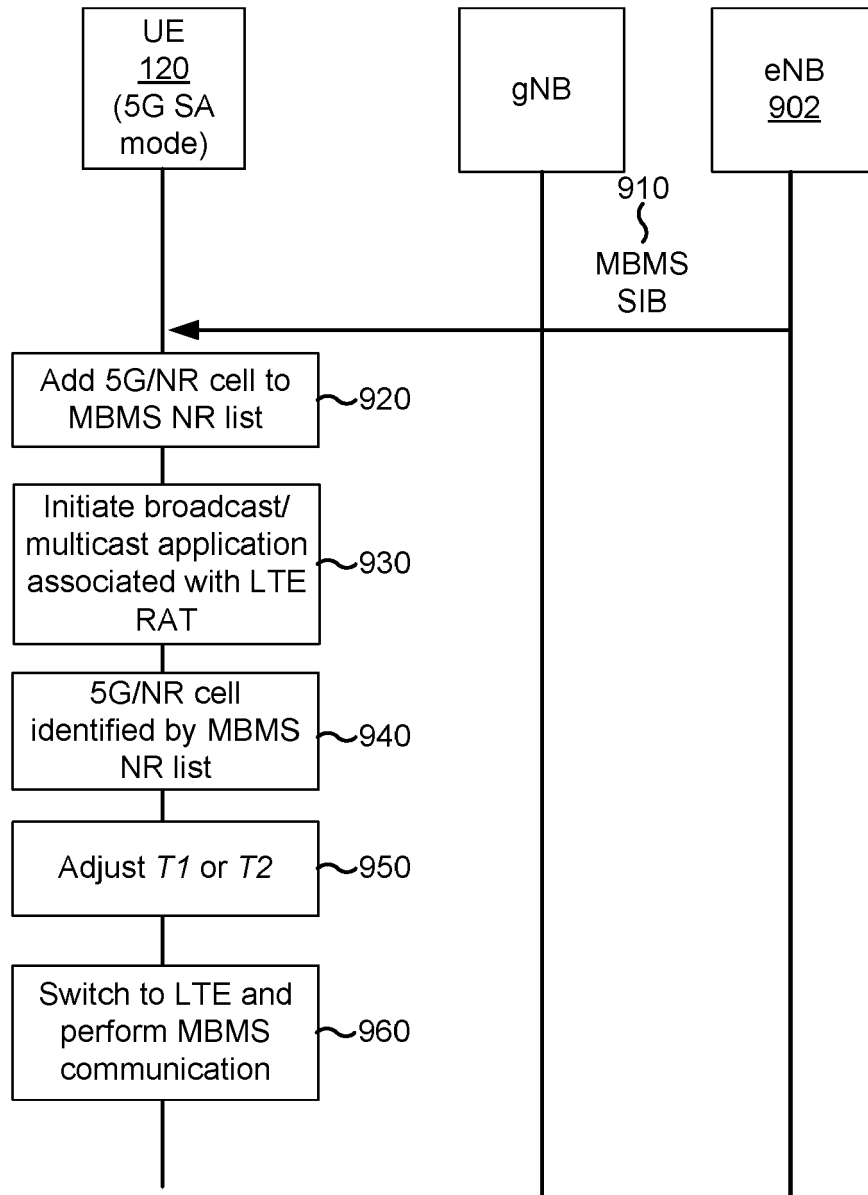 UE
120
(5G SA
mode)
gNB
eNB
902
910
MBMS
SIB
Add 5G/NR cell to
MBMS NR list
920
Initiate broadcast/
multicast application
associated with LTE
RAT
930
5G/NR cell
identified by MBMS
NR list
940
Adjust T1 or T2
950
Switch to LTE and
perform MBMS
communication
960